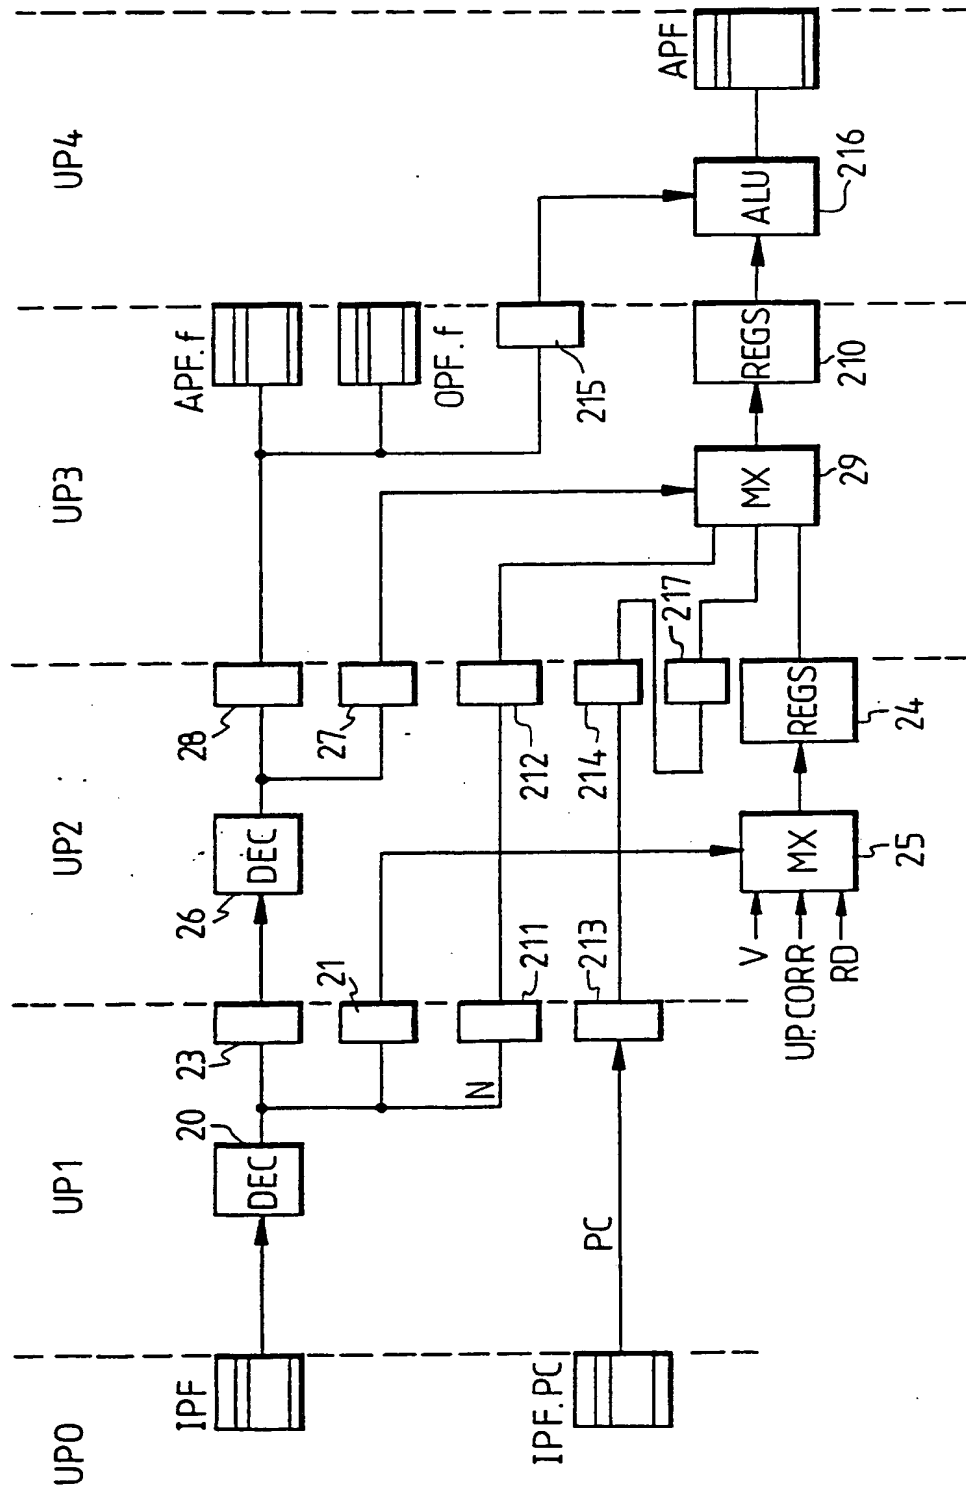 UP0
UP1
UP2
UP3
UP4
IPF
DEC
20
23
26
DEC
28
APF.f
21
27
OPF.f
N
211
212
215
IPF.PC
PC
213
214
217
V
UP.CORR
RD
MX
25
REGS
24
MX
29
REGS
210
ALU
216
APF